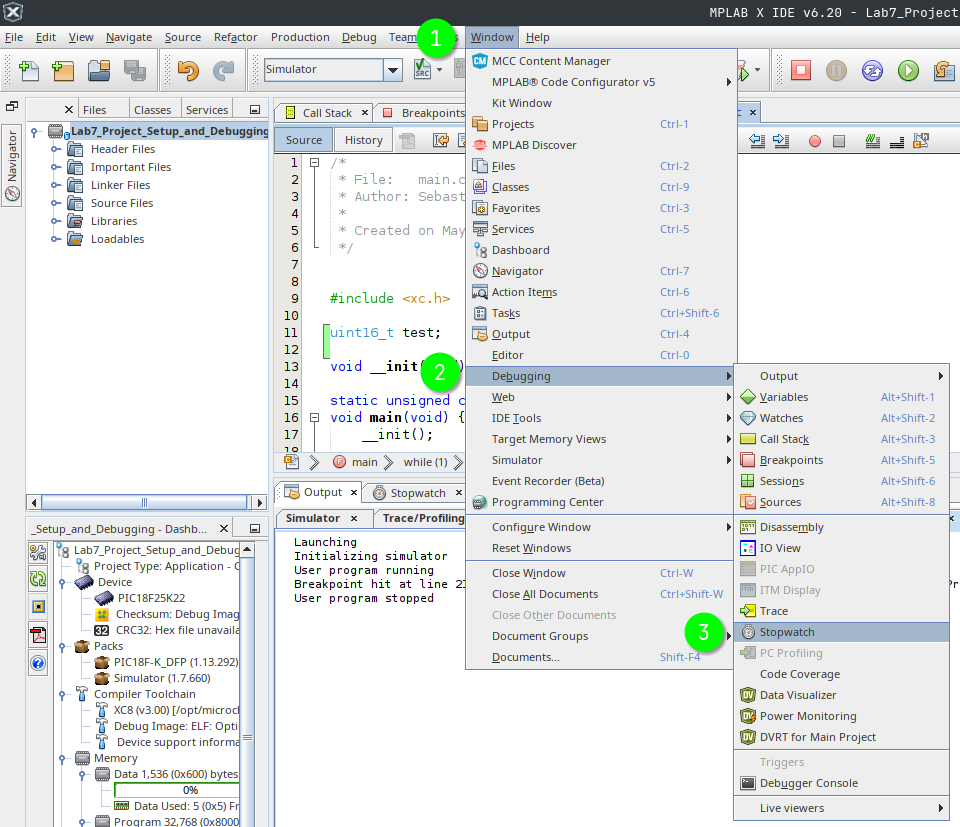 MPLAB X IDE v6.20 - Lab7_Project
File Edit View Navigate Source Refactor Production Debug Team 1 Window Help
Simulator
SRC
Files Classes Services
Navigator
Lab7_Project_Setup_and_Debugging
Header Files
Important Files
Linker Files
Source Files
Libraries
Loadables
Call Stack Breakpoints
Source History
1 /*
2 * File: main.c
3 * Author: Sebast
4 *
5 * Created on May
6 */
7
8
9 #include <xc.h>
10
11 uint16_t test;
12
13 void __init(
14
15 static unsigned c
16 void main(void) {
17 __init();
18
main while (1)
Output Stopwatch
Simulator Trace/Profiling
Launching
Initializing simulator
User program running
Breakpoint hit at line 2
User program stopped
_Setup_and_Debugging - Dashb...
Lab7_Project_Setup_and_Debug
Project Type: Application - C
Device
PIC18F25K22
Checksum: Debug Imag
CRC32: Hex file unavaila
Packs
PIC18F-K_DFP (1.13.292)
Simulator (1.7.660)
Compiler Toolchain
XC8 (v3.00) [/opt/microcl
Debug Image: ELF: Opti
Device support informa
Memory
Data 1,536 (0x600) bytes
0%
Data Used: 5 (0x5) Fr
Program 32,768 (0x8000
MCC Content Manager
MPLAB® Code Configurator v5
Kit Window
Projects Ctrl-1
MPLAB Discover
Files Ctrl-2
Classes Ctrl-9
Favorites Ctrl-3
Services Ctrl-5
Dashboard
Navigator Ctrl-7
Action Items Ctrl-6
Tasks Ctrl+Shift-6
Output Ctrl-4
Editor Ctrl-0
2 Debugging
Web
IDE Tools
Target Memory Views
Simulator
Event Recorder (Beta)
Programming Center
Configure Window
Reset Windows
Close Window Ctrl-W
Close All Documents Ctrl+Shift-W
Close Other Documents
Document Groups
Documents... Shift-F4
Output
Variables Alt+Shift-1
Watches Alt+Shift-2
Call Stack Alt+Shift-3
Breakpoints Alt+Shift-5
Sessions Alt+Shift-6
Sources Alt+Shift-8
Disassembly
IO View
PIC AppIO
ITM Display
Trace
3 Stopwatch
PC Profiling
Code Coverage
Data Visualizer
Power Monitoring
DVRT for Main Project
Triggers
Debugger Console
Live viewers